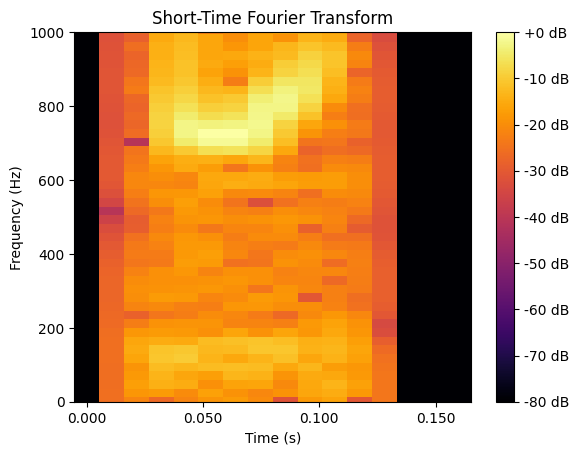 Short-Time Fourier Transform
1000
800
600
400
200
0
Frequency (Hz)
0.000
0.050
0.100
0.150
Time (s)
+0 dB
-10 dB
-20 dB
-30 dB
-40 dB
-50 dB
-60 dB
-70 dB
-80 dB